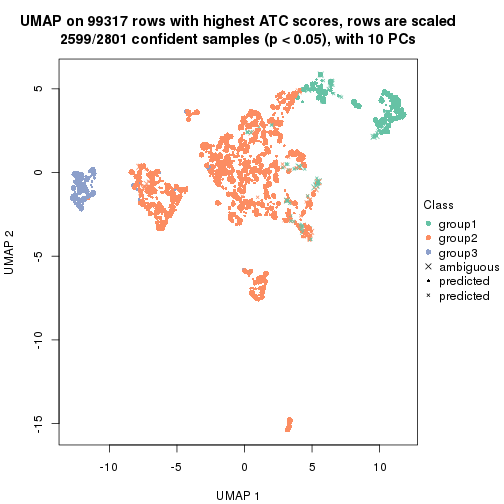 UMAP on 99317 rows with highest ATC scores, rows are scaled
2599/2801 confident samples (p < 0.05), with 10 PCs
5
0
-5
-10
-15
UMAP 2
-10
-5
0
5
10
UMAP 1
Class
group1
group2
group3
ambiguous
predicted
predicted